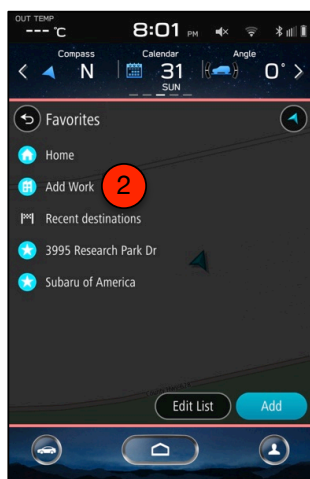 OUT TEMP
--- °C
8:01 PM
Compass
N
Calendar
31
SUN
Angle
0°
Favorites
Home
Add Work
2
Recent destinations
3995 Research Park Dr
Subaru of America
Edit List
Add